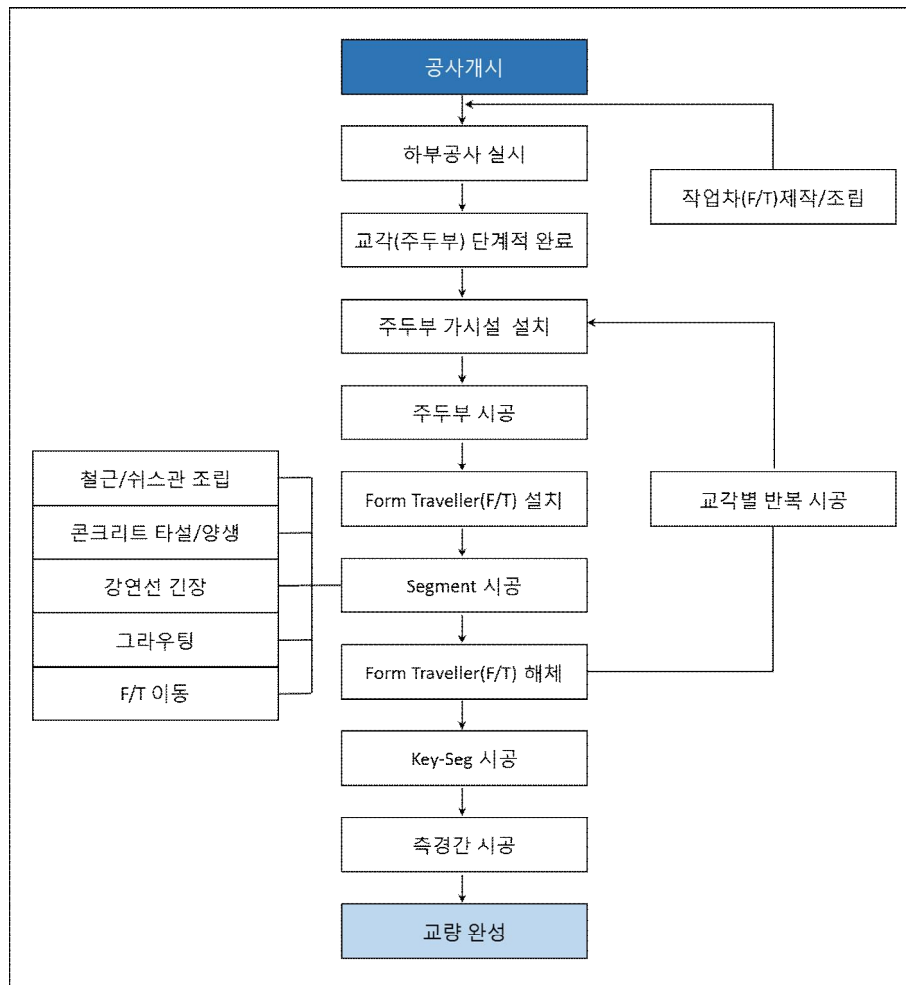 공사개시
하부공사 실시
작업차(F/T)제작/조립
교각(주두부) 단계적 완료
주두부 가시설 설치
주두부 시공
철근/쉬스관 조립
Form Traveller(F/T) 설치
교각별 반복 시공
콘크리트 타설/양생
강연선 긴장
Segment 시공
그라우팅
Form Traveller(F/T) 해체
F/T 이동
Key-Seg 시공
측경간 시공
교량 완성